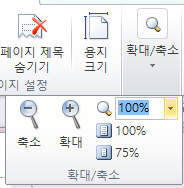 페이지 제목
숨기기
용지
크기
확대/축소
이지 설정
축소
확대
100%
100%
75%
확대/축소